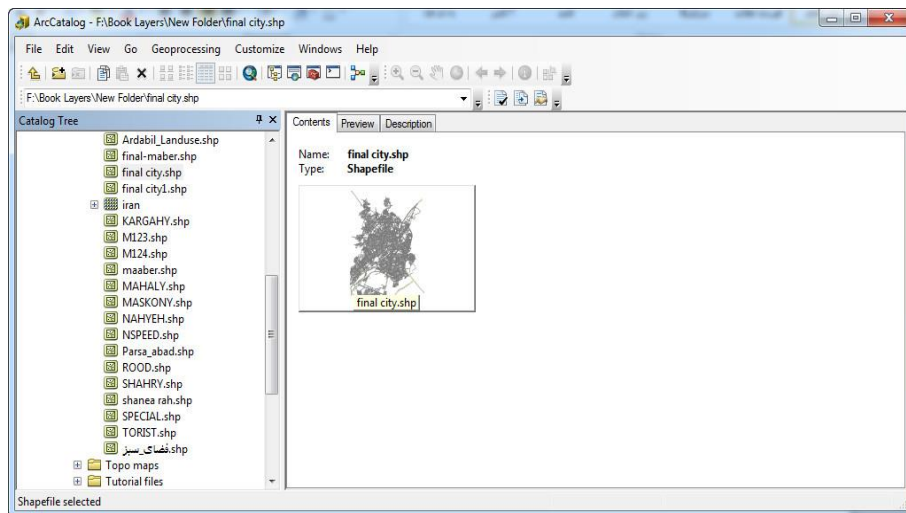 ArcCatalog - F:\Book Layers\New Folder\final city.shp
File Edit View Go Geoprocessing Customize Windows Help
F:\Book Layers\New Folder\final city.shp
Catalog Tree
Ardabil_Landuse.shp
final-maber.shp
final city.shp
final city1.shp
iran
KARGAHY.shp
M123.shp
M124.shp
maaber.shp
MAHALY.shp
MASKONY.shp
NAHYEH.shp
NSPEED.shp
Parsa_abad.shp
ROOD.shp
SHAHRY.shp
shanea rah.shp
SPECIAL.shp
TORIST.shp
فضای_سبز.shp
Topo maps
Tutorial files
Contents Preview Description
Name: final city.shp
Type: Shapefile
final city.shp
Shapefile selected